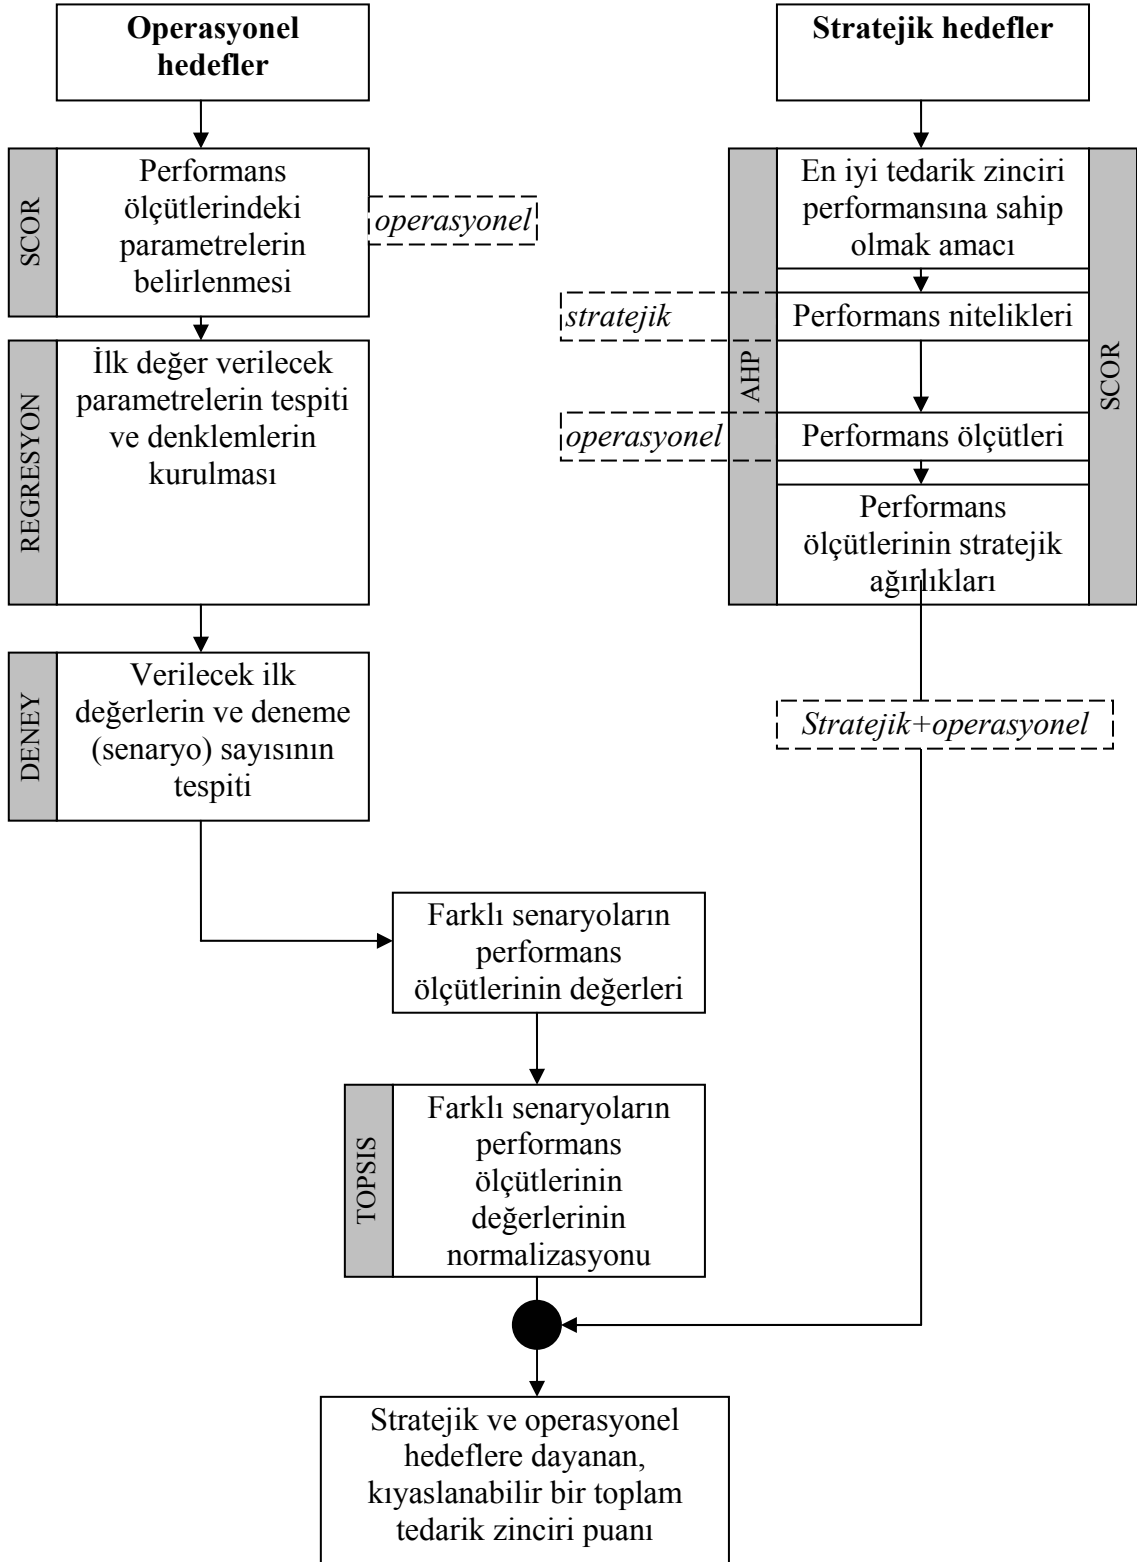 Operasyonel
hedefler
Stratejik hedefler
SCOR
Performans
ölçütlerindeki
parametrelerin
belirlenmesi
operasyonel
REGRESYON
İlk değer verilecek
parametrelerin tespiti
ve denklemlerin
kurulması
DENEY
Verilecek ilk
değerlerin ve deneme
(senaryo) sayısının
tespiti
AHP
SCOR
En iyi tedarik zinciri
performansına sahip
olmak amacı
stratejik
Performans nitelikleri
operasyonel
Performans ölçütleri
Performans
ölçütlerinin stratejik
ağırlıkları
Stratejik+operasyonel
Farklı senaryoların
performans
ölçütlerinin değerleri
TOPSIS
Farklı senaryoların
performans
ölçütlerinin
değerlerinin
normalizasyonu
Stratejik ve operasyonel
hedeflere dayanan,
kıyaslanabilir bir toplam
tedarik zinciri puanı